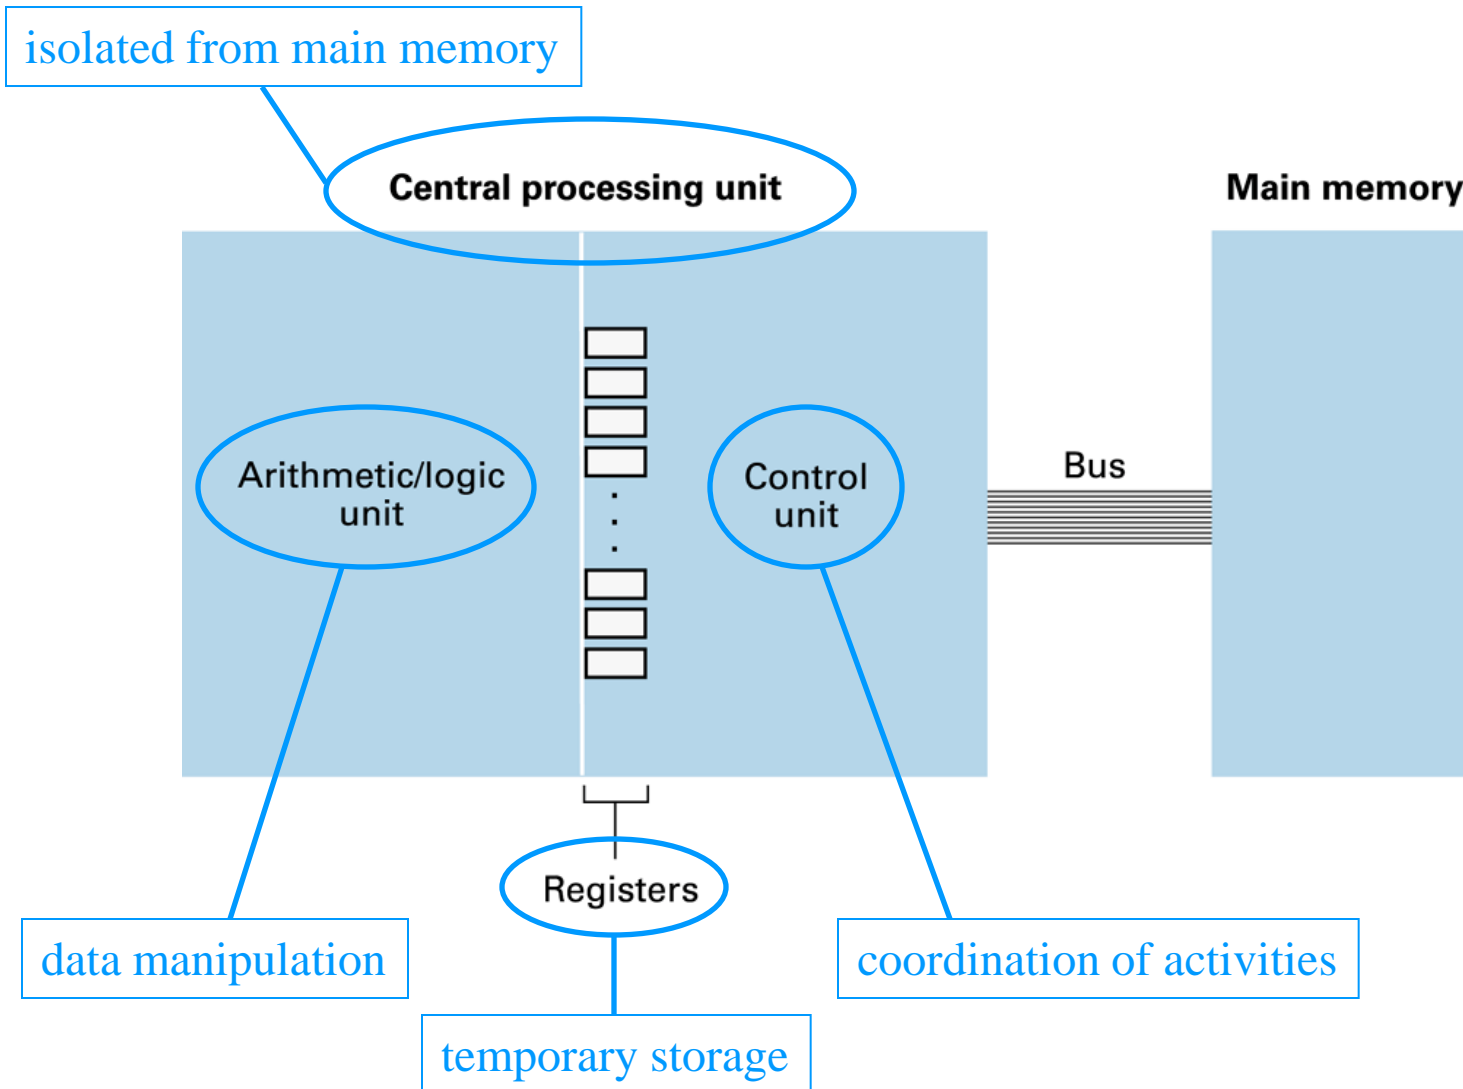 isolated from main memory
Central processing unit
Main memory
Arithmetic/logic
unit
Control
unit
Bus
Registers
data manipulation
coordination of activities
temporary storage